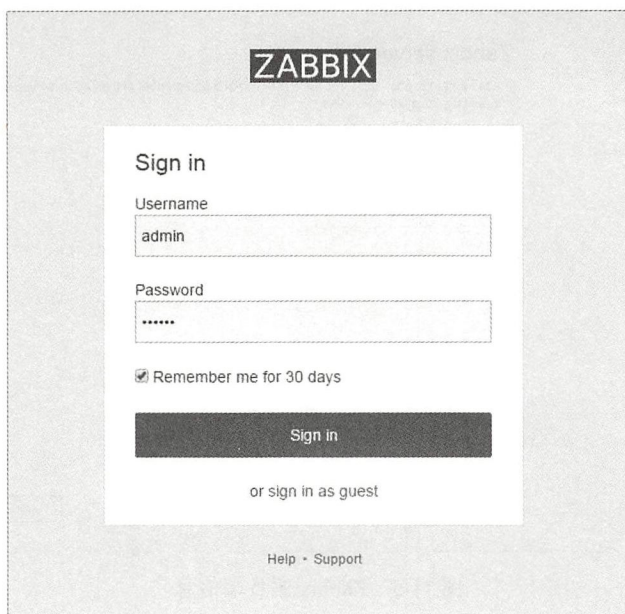 ZABBIX
Sign in
Username
admin
Password
••••••
Remember me for 30 days
Sign in
or sign in as guest
Help • Support